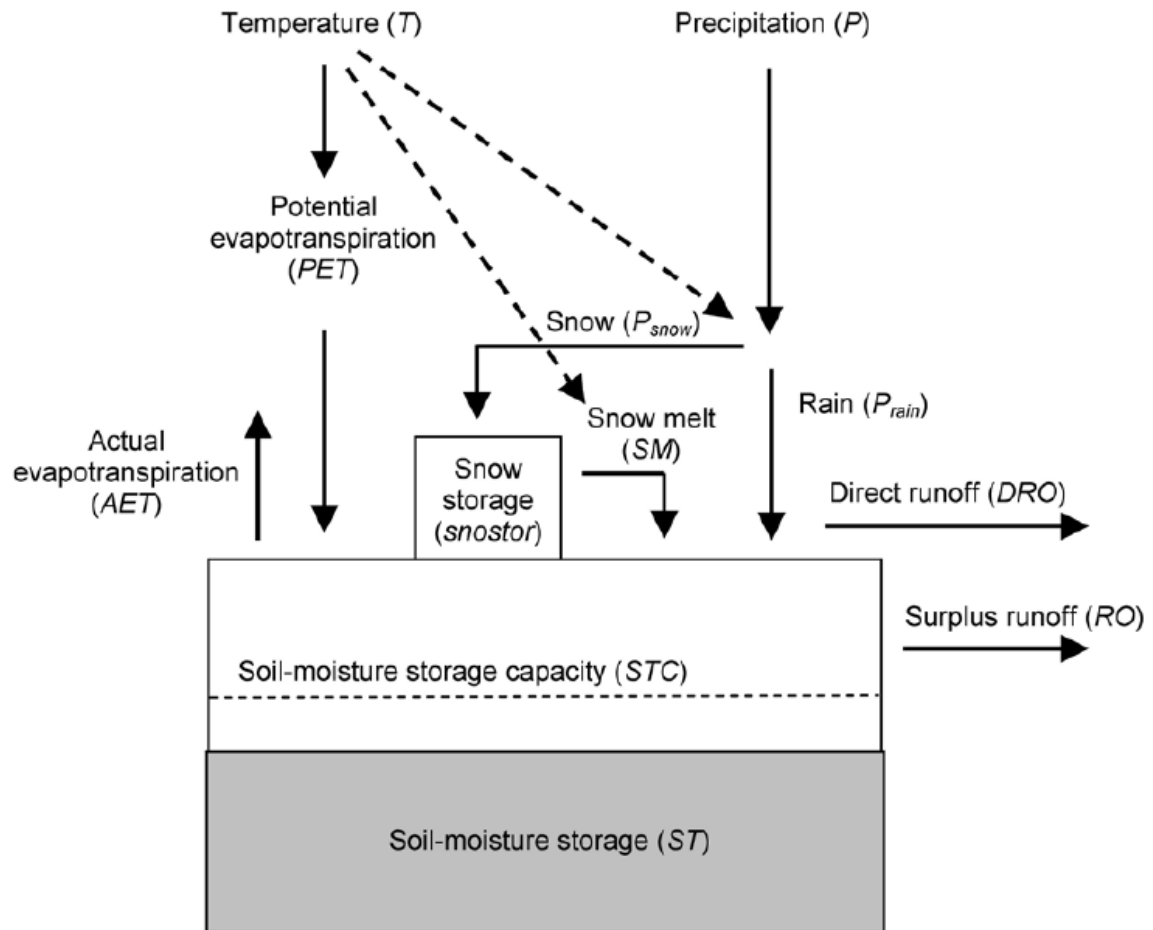 Temperature (T)
Precipitation (P)
Potential
evapotranspiration
(PET)
Snow (Psnow)
Rain (Prain)
Snow melt
(SM)
Actual
evapotranspiration
(AET)
Snow
storage
(snostor)
Direct runoff (DRO)
Surplus runoff (RO)
Soil-moisture storage capacity (STC)
Soil-moisture storage (ST)